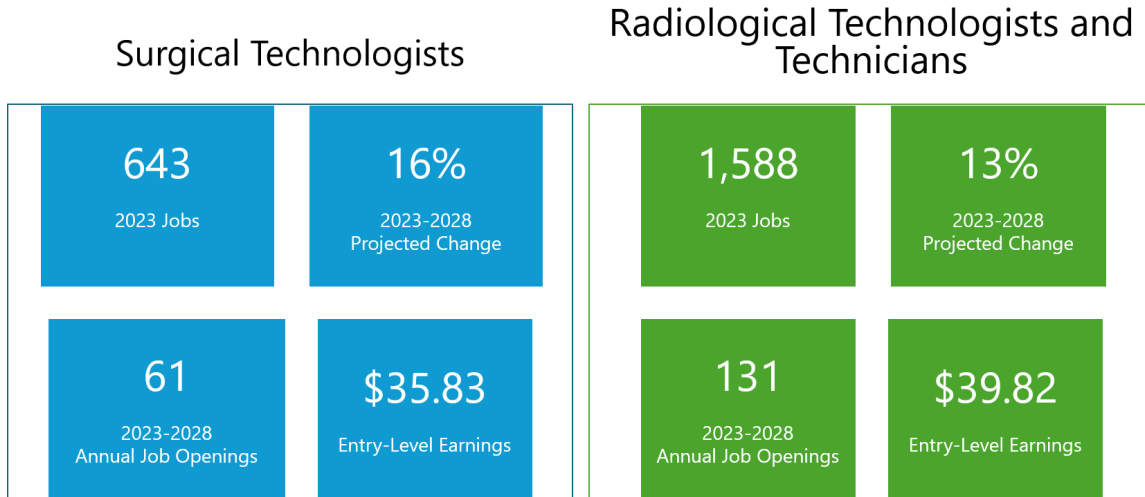 Surgical Technologists
643
2023 Jobs
16%
2023-2028
Projected Change
61
2023-2028
Annual Job Openings
$35.83
Entry-Level Earnings
Radiological Technologists and
Technicians
1,588
2023 Jobs
13%
2023-2028
Projected Change
131
2023-2028
Annual Job Openings
$39.82
Entry-Level Earnings